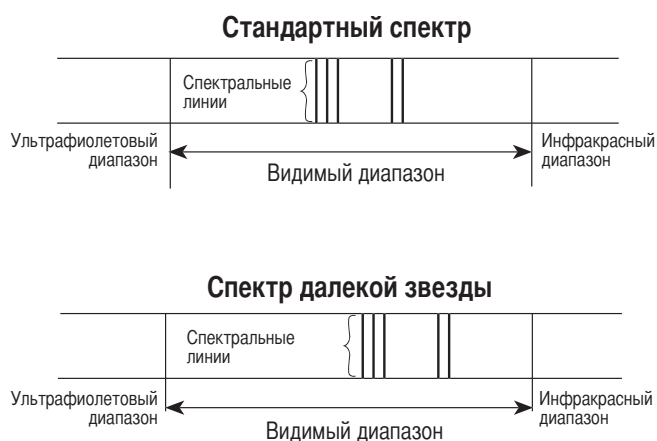 Стандартный спектр
Спектральные
линии
Ультрафиолетовый
диапазон
Инфракрасный
диапазон
Видимый диапазон
Спектр далекой звезды
Спектральные
линии
Ультрафиолетовый
диапазон
Инфракрасный
диапазон
Видимый диапазон